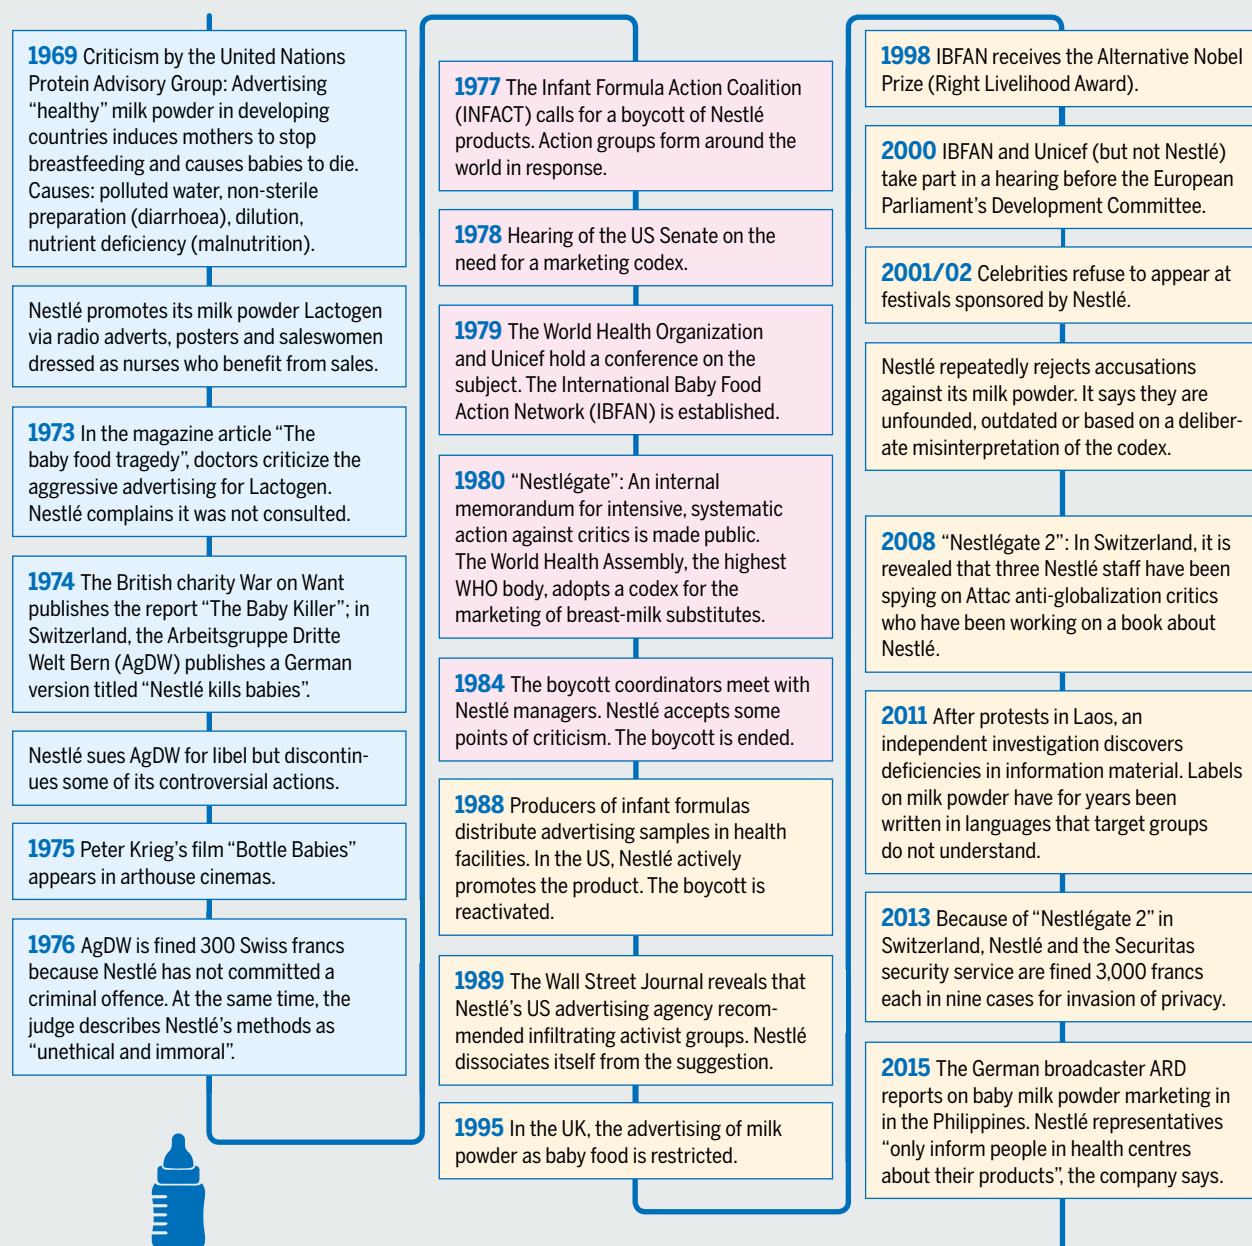 1969 Criticism by the United Nations
Protein Advisory Group: Advertising
“healthy” milk powder in developing
countries induces mothers to stop
breastfeeding and causes babies to die.
Causes: polluted water, non-sterile
preparation (diarrhoea), dilution,
nutrient deficiency (malnutrition).
Nestlé promotes its milk powder Lactogen
via radio adverts, posters and saleswomen
dressed as nurses who benefit from sales.
1973 In the magazine article “The
baby food tragedy”, doctors criticize the
aggressive advertising for Lactogen.
Nestlé complains it was not consulted.
1974 The British charity War on Want
publishes the report “The Baby Killer”; in
Switzerland, the Arbeitsgruppe Dritte
Welt Bern (AgDW) publishes a German
version titled “Nestlé kills babies”.
Nestlé sues AgDW for libel but discontin-
ues some of its controversial actions.
1975 Peter Krieg’s film “Bottle Babies”
appears in arthouse cinemas.
1976 AgDW is fined 300 Swiss francs
because Nestlé has not committed a
criminal offence. At the same time, the
judge describes Nestlé’s methods as
“unethical and immoral”.
1977 The Infant Formula Action Coalition
(INFACT) calls for a boycott of Nestlé
products. Action groups form around the
world in response.
1978 Hearing of the US Senate on the
need for a marketing codex.
1979 The World Health Organization
and Unicef hold a conference on the
subject. The International Baby Food
Action Network (IBFAN) is established.
1980 “Nestlégate”: An internal
memorandum for intensive, systematic
action against critics is made public.
The World Health Assembly, the highest
WHO body, adopts a codex for the
marketing of breast-milk substitutes.
1984 The boycott coordinators meet with
Nestlé managers. Nestlé accepts some
points of criticism. The boycott is ended.
1988 Producers of infant formulas
distribute advertising samples in health
facilities. In the US, Nestlé actively
promotes the product. The boycott is
reactivated.
1989 The Wall Street Journal reveals that
Nestlé’s US advertising agency recom-
mended infiltrating activist groups. Nestlé
dissociates itself from the suggestion.
1995 In the UK, the advertising of milk
powder as baby food is restricted.
1998 IBFAN receives the Alternative Nobel
Prize (Right Livelihood Award).
2000 IBFAN and Unicef (but not Nestlé)
take part in a hearing before the European
Parliament’s Development Committee.
2001/02 Celebrities refuse to appear at
festivals sponsored by Nestlé.
Nestlé repeatedly rejects accusations
against its milk powder. It says they are
unfounded, outdated or based on a deliber-
ate misinterpretation of the codex.
2008 “Nestlégate 2”: In Switzerland, it is
revealed that three Nestlé staff have been
spying on Attac anti-globalization critics
who have been working on a book about
Nestlé.
2011 After protests in Laos, an
independent investigation discovers
deficiencies in information material. Labels
on milk powder have for years been
written in languages that target groups
do not understand.
2013 Because of “Nestlégate 2” in
Switzerland, Nestlé and the Securitas
security service are fined 3,000 francs
each in nine cases for invasion of privacy.
2015 The German broadcaster ARD
reports on baby milk powder marketing in
in the Philippines. Nestlé representatives
“only inform people in health centres
about their products”, the company says.